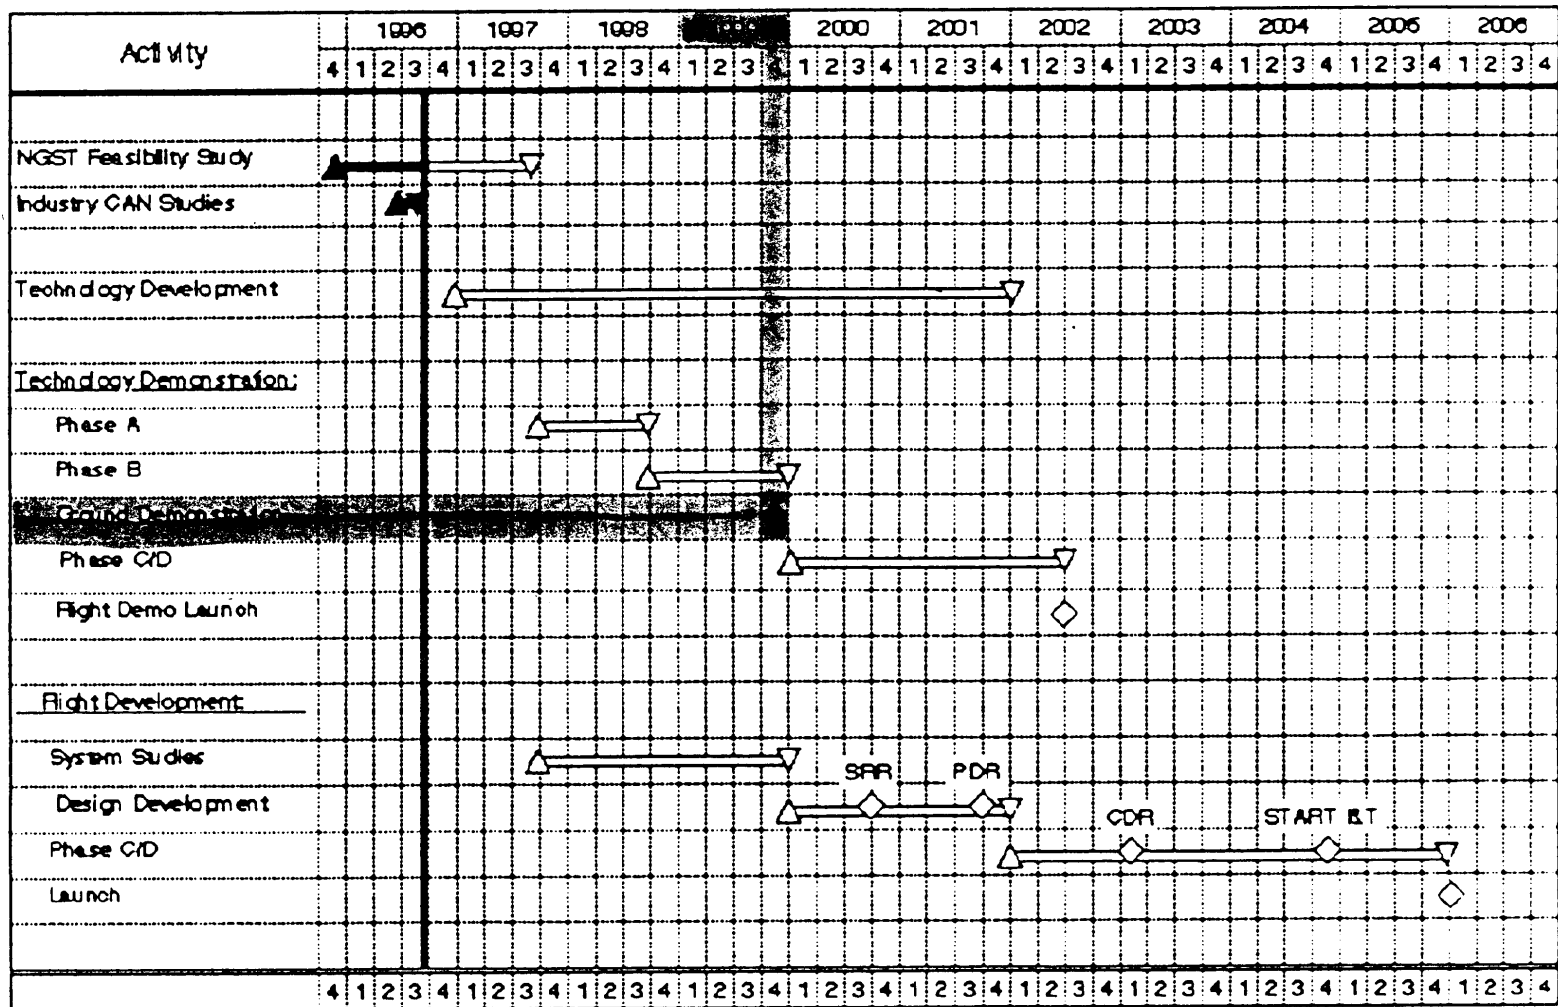 Activity 1996 1997 1998 1999 2000 2001 2002 2003 2004 2005 2006
4 1 2 3 4 1 2 3 4 1 2 3 4 1 2 3 4 1 2 3 4 1 2 3 4 1 2 3 4 1 2 3 4 1 2 3 4 1 2 3 4 1 2 3 4
NGST Feasibility Study
Industry CAN Studies
Technology Development
Technology Demonstration:
Phase A
Phase B
Ground Demonstration
Phase C/D
Flight Demo Launch
Flight Development:
System Studies
SRR PDR
Design Development
CDR START I&T
Phase C/D
Launch
4 1 2 3 4 1 2 3 4 1 2 3 4 1 2 3 4 1 2 3 4 1 2 3 4 1 2 3 4 1 2 3 4 1 2 3 4 1 2 3 4 1 2 3 4